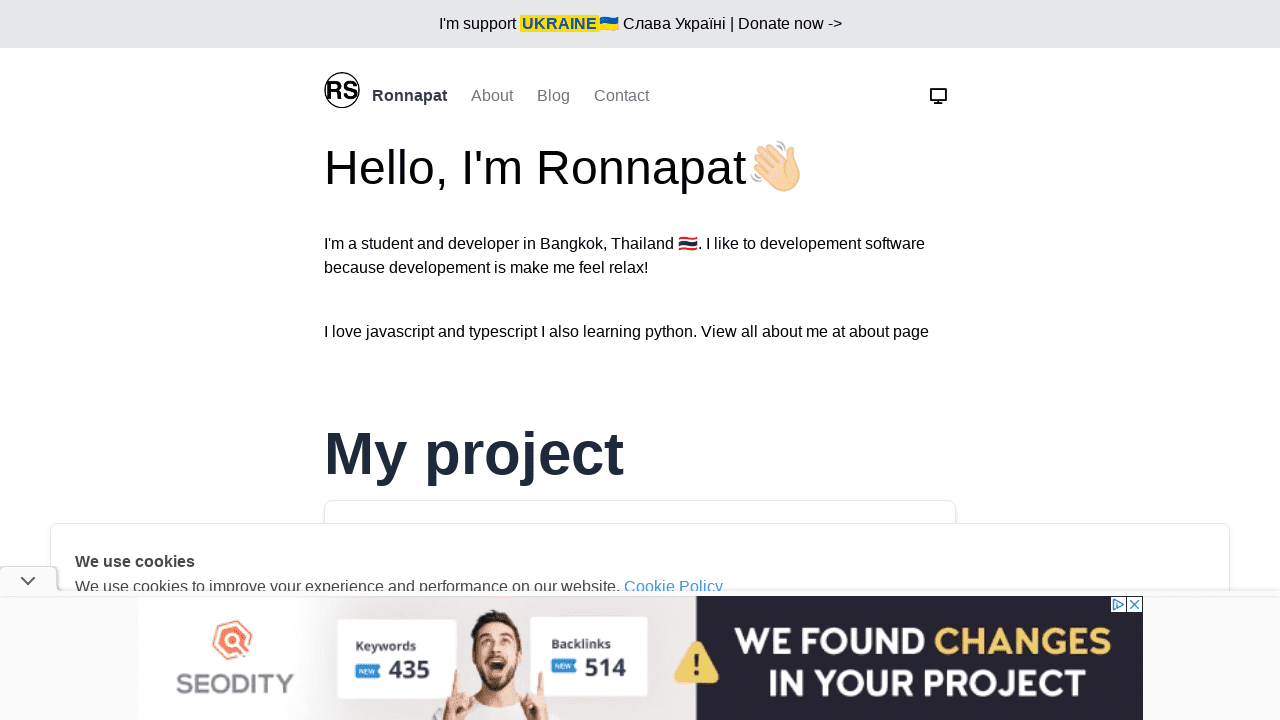 I'm support UKRAINE🇺🇦 Слава Україні | Donate now ->
RS Ronnapat About Blog Contact
Hello, I'm Ronnapat👋🏻
I'm a student and developer in Bangkok, Thailand 🇹🇭. I like to developement software
because developement is make me feel relax!
I love javascript and typescript I also learning python. View all about me at about page
My project
We use cookies
We use cookies to improve your experience and performance on our website. Cookie Policy
SEODITY
Keywords
NEW 435
Backlinks
NEW 514
WE FOUND CHANGES
IN YOUR PROJECT